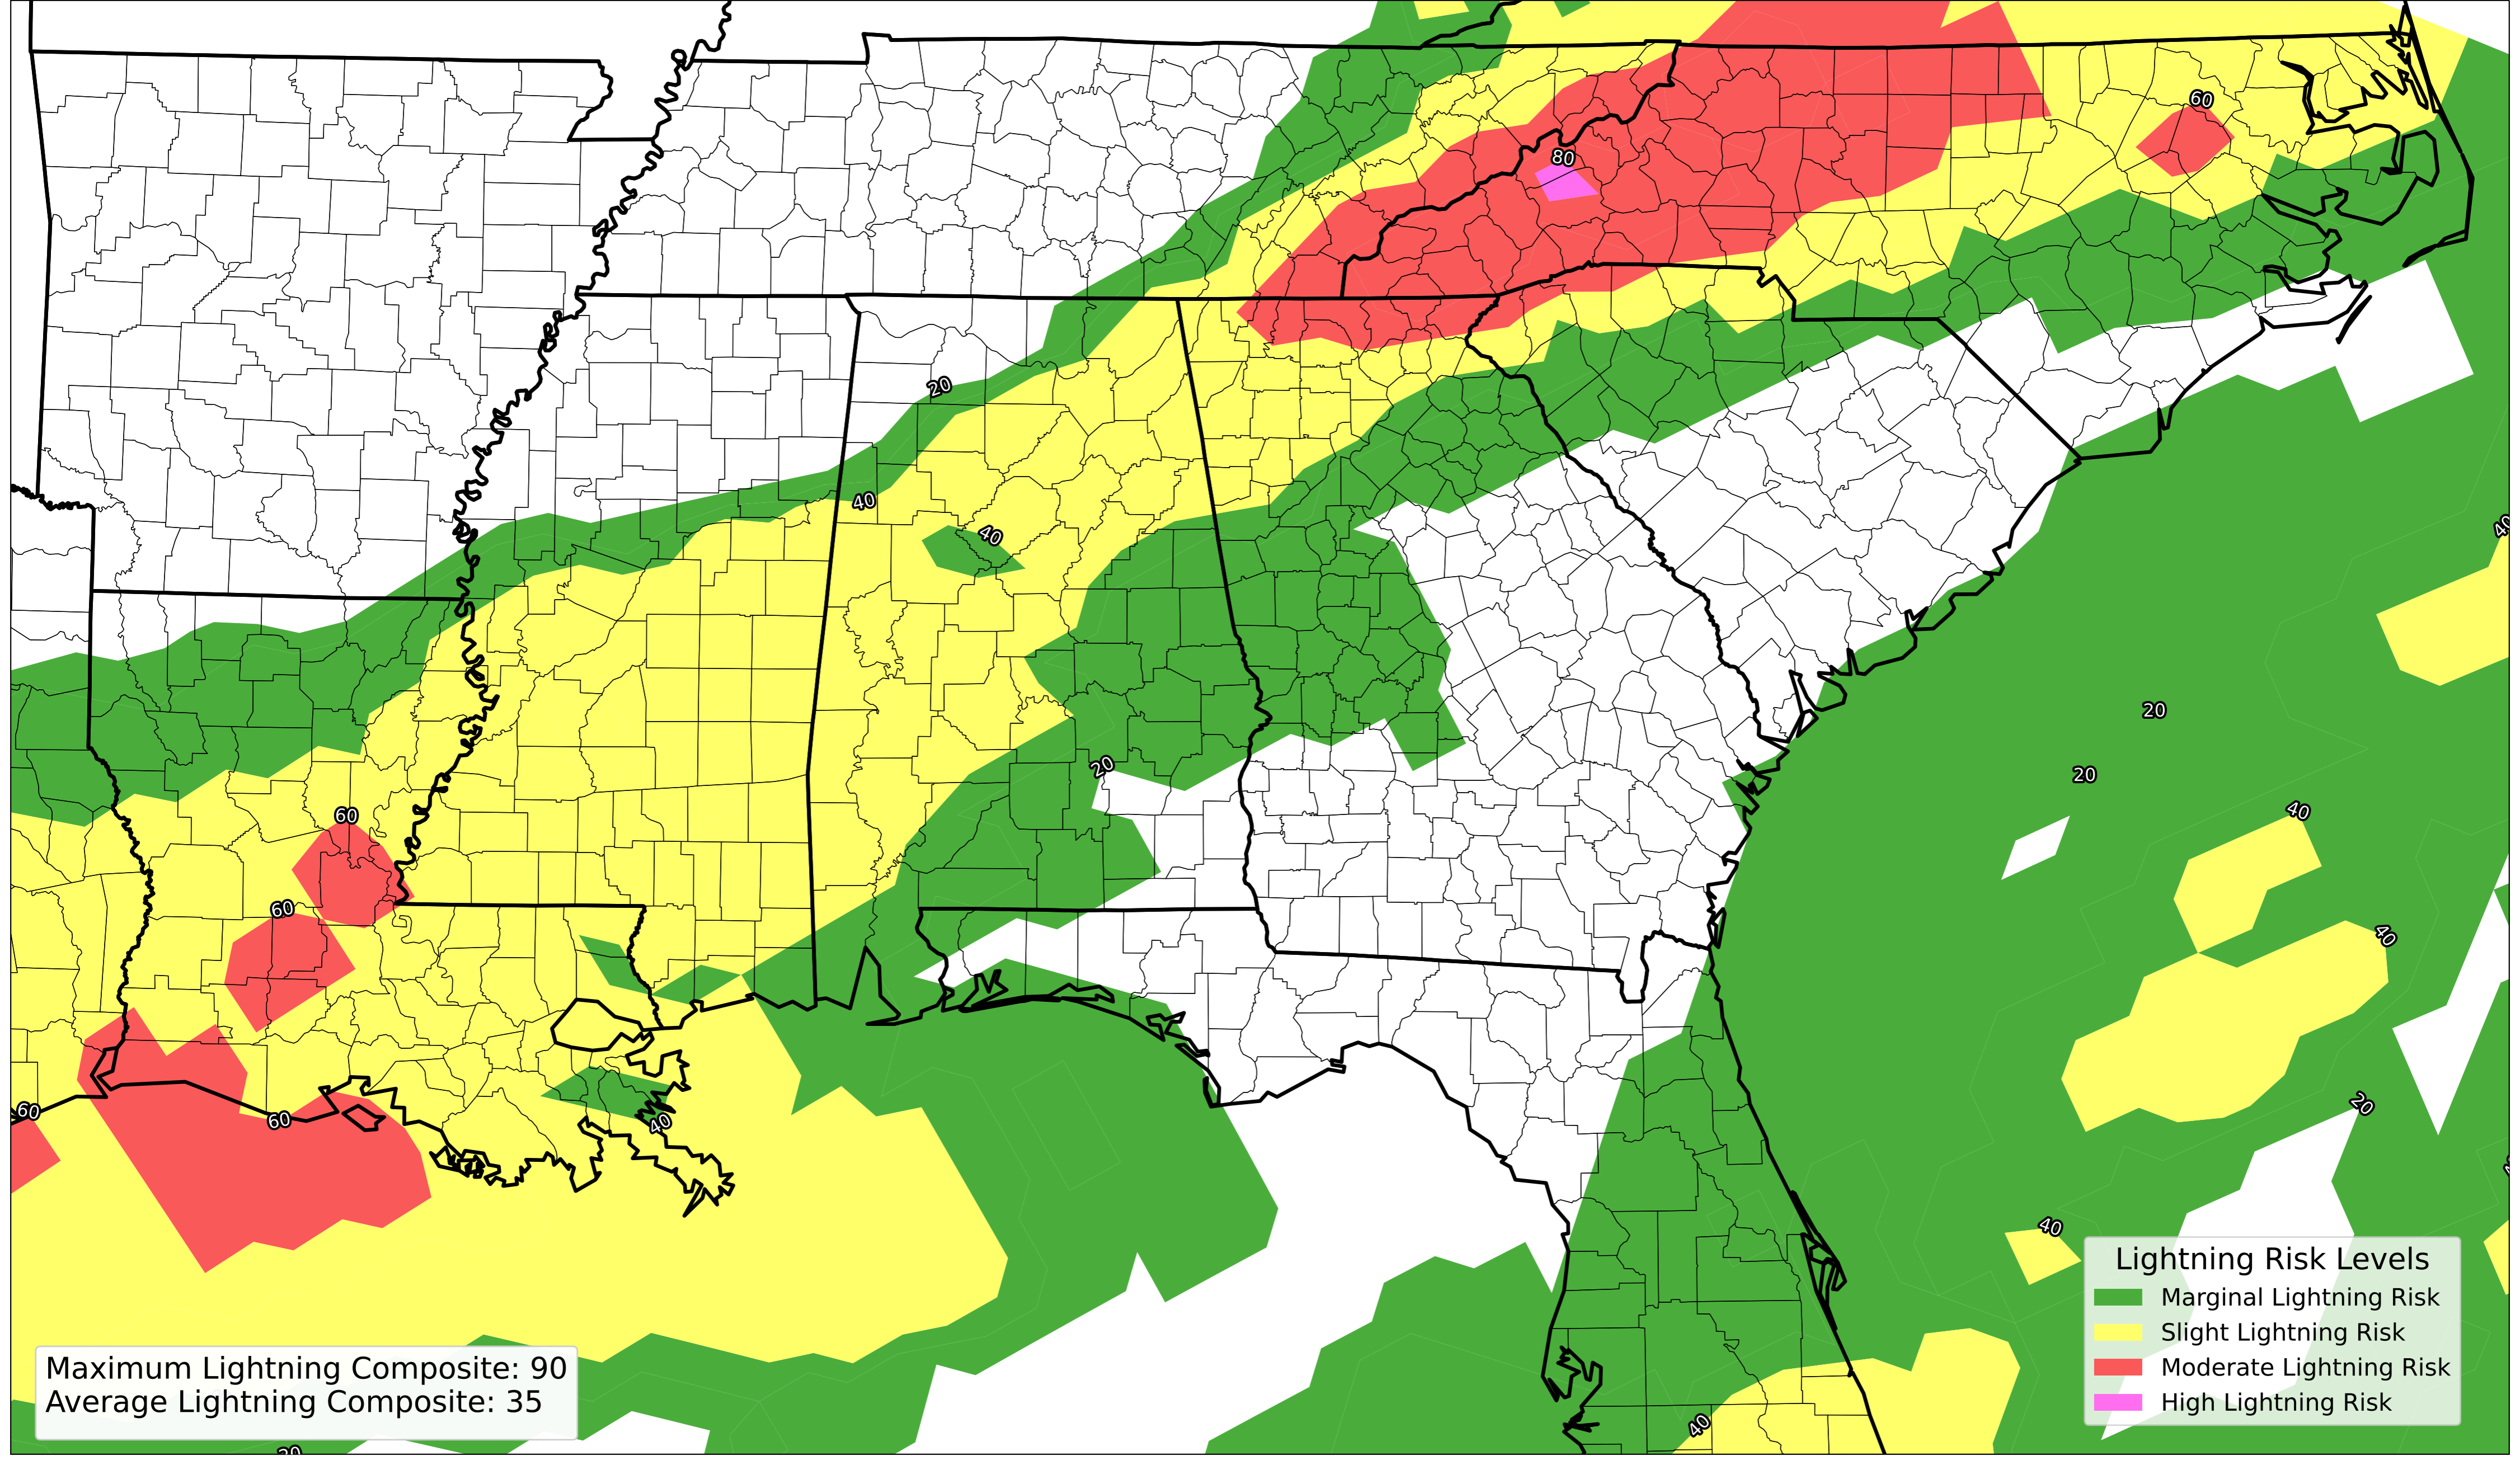 60
80
20
40
40
40
20
20
20
60
40
60
40
20
60
60
40
40
Lightning Risk Levels
Marginal Lightning Risk
Slight Lightning Risk
Moderate Lightning Risk
High Lightning Risk
Maximum Lightning Composite: 90
Average Lightning Composite: 35
40
20